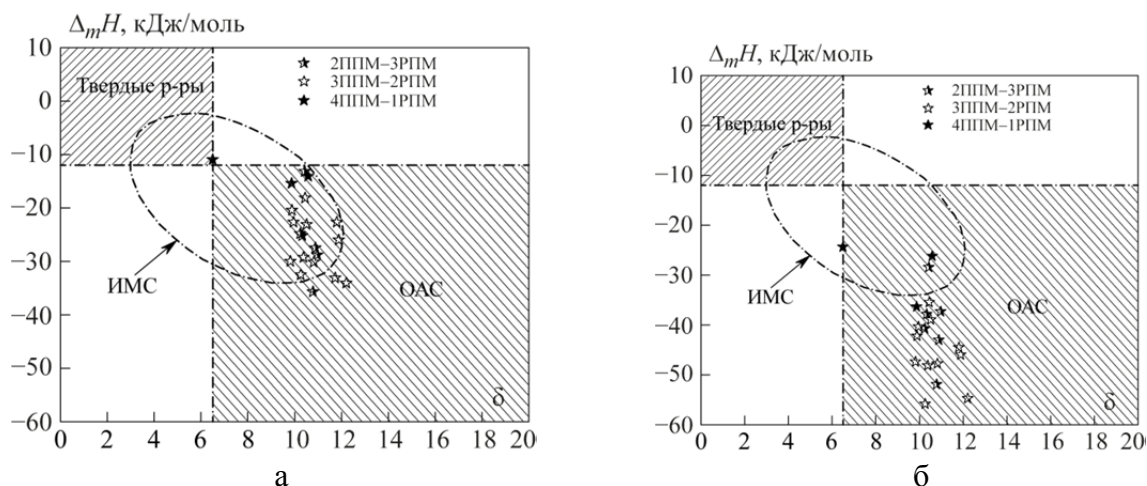 Δ_mH, кДж/моль
10
0
−10
−20
−30
−40
−50
−60
Твердые р-ры
2ППМ–3РПМ
3ППМ–2РПМ
4ППМ–1РПМ
ИМС
ОАС
δ
0 2 4 6 8 10 12 14 16 18 20
а
Δ_mH, кДж/моль
10
0
−10
−20
−30
−40
−50
−60
Твердые р-ры
2ППМ–3РПМ
3ППМ–2РПМ
4ППМ–1РПМ
ИМС
ОАС
δ
0 2 4 6 8 10 12 14 16 18 20
б